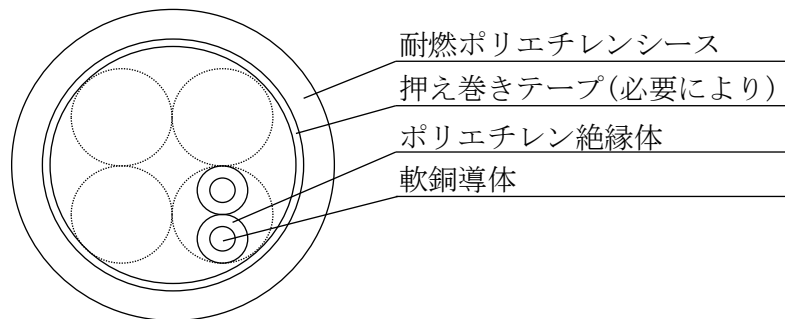 耐燃ポリエチレンシース
押え巻きテープ(必要により)
ポリエチレン絶縁体
軟銅導体